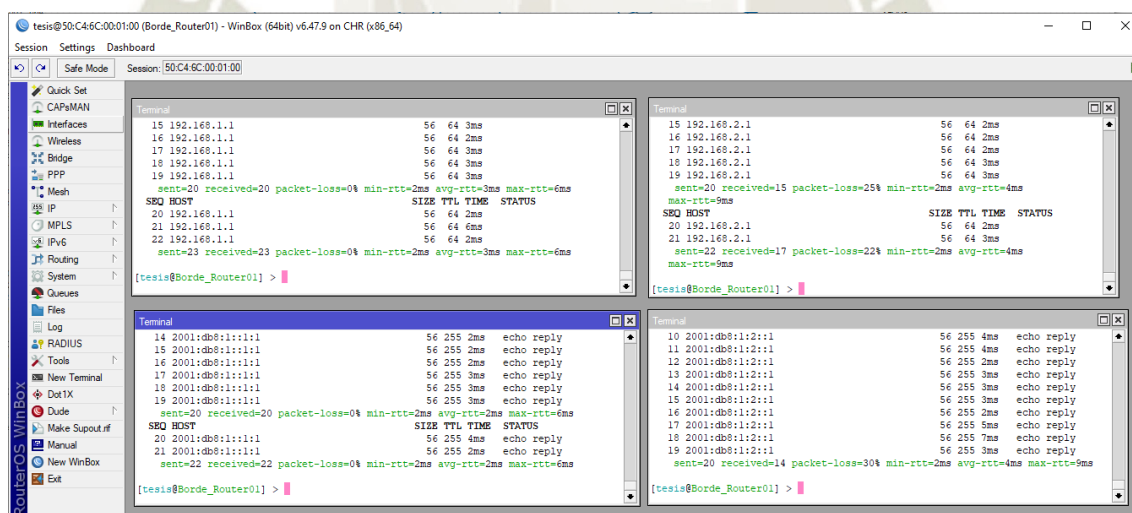 tesis@50:C4:6C:00:01:00 (Borde_Router01) - WinBox (64bit) v6.47.9 on CHR (x86_64)
Session Settings Dashboard
Safe Mode Session: 50:C4:6C:00:01:00
Quick Set
CAPsMAN
Interfaces
Wireless
Bridge
PPP
Mesh
IP
MPLS
IPv6
Routing
System
Queues
Files
Log
RADIUS
Tools
New Terminal
Dot1X
Dude
Make Supout.rif
Manual
New WinBox
Exit
RouterOS WinBox
Terminal
15 192.168.1.1 56 64 3ms
16 192.168.1.1 56 64 2ms
17 192.168.1.1 56 64 3ms
18 192.168.1.1 56 64 3ms
19 192.168.1.1 56 64 3ms
sent=20 received=20 packet-loss=0% min-rtt=2ms avg-rtt=3ms max-rtt=6ms
SEQ HOST SIZE TTL TIME STATUS
20 192.168.1.1 56 64 2ms
21 192.168.1.1 56 64 6ms
22 192.168.1.1 56 64 2ms
sent=23 received=23 packet-loss=0% min-rtt=2ms avg-rtt=3ms max-rtt=6ms
[tesis@Borde_Router01] >
Terminal
15 192.168.2.1 56 64 2ms
16 192.168.2.1 56 64 2ms
17 192.168.2.1 56 64 2ms
18 192.168.2.1 56 64 3ms
19 192.168.2.1 56 64 3ms
sent=20 received=15 packet-loss=25% min-rtt=2ms avg-rtt=4ms
max-rtt=9ms
SEQ HOST SIZE TTL TIME STATUS
20 192.168.2.1 56 64 2ms
21 192.168.2.1 56 64 3ms
sent=22 received=17 packet-loss=22% min-rtt=2ms avg-rtt=4ms
max-rtt=9ms
[tesis@Borde_Router01] >
Terminal
14 2001:db8:1::1:1 56 255 2ms echo reply
15 2001:db8:1::1:1 56 255 2ms echo reply
16 2001:db8:1::1:1 56 255 2ms echo reply
17 2001:db8:1::1:1 56 255 3ms echo reply
18 2001:db8:1::1:1 56 255 3ms echo reply
19 2001:db8:1::1:1 56 255 3ms echo reply
sent=20 received=20 packet-loss=0% min-rtt=2ms avg-rtt=2ms max-rtt=6ms
SEQ HOST SIZE TTL TIME STATUS
20 2001:db8:1::1:1 56 255 4ms echo reply
21 2001:db8:1::1:1 56 255 2ms echo reply
sent=22 received=22 packet-loss=0% min-rtt=2ms avg-rtt=2ms max-rtt=6ms
[tesis@Borde_Router01] >
Terminal
10 2001:db8:1:2::1 56 255 4ms echo reply
11 2001:db8:1:2::1 56 255 4ms echo reply
12 2001:db8:1:2::1 56 255 2ms echo reply
13 2001:db8:1:2::1 56 255 3ms echo reply
14 2001:db8:1:2::1 56 255 3ms echo reply
15 2001:db8:1:2::1 56 255 3ms echo reply
16 2001:db8:1:2::1 56 255 2ms echo reply
17 2001:db8:1:2::1 56 255 5ms echo reply
18 2001:db8:1:2::1 56 255 7ms echo reply
19 2001:db8:1:2::1 56 255 3ms echo reply
sent=20 received=14 packet-loss=30% min-rtt=2ms avg-rtt=4ms max-rtt=9ms
[tesis@Borde_Router01] >